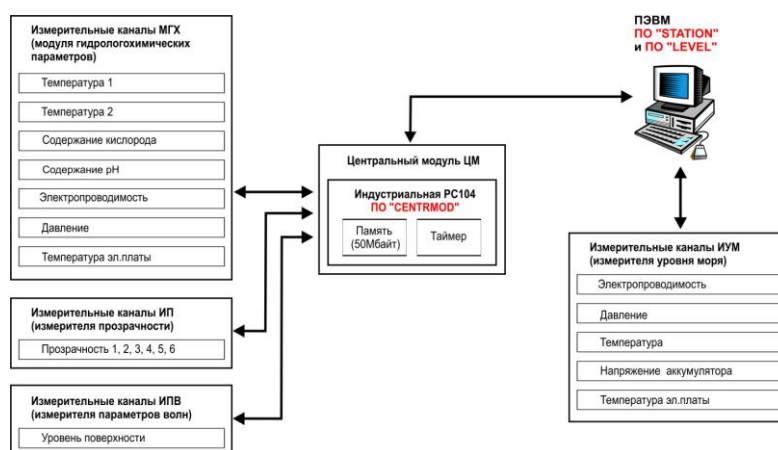 Измерительные каналы МГХ
(модуля гидрологохимических
параметров)
Температура 1
Температура 2
Содержание кислорода
Содержание pH
Электропроводимость
Давление
Температура эл.платы
Измерительные каналы ИП
(измерителя прозрачности)
Прозрачность 1, 2, 3, 4, 5, 6
Измерительные каналы ИПВ
(измерителя параметров волн)
Уровень поверхности
Центральный модуль ЦМ
Индустриальная PC104
ПО "CENTRMOD"
Память
(50Мбайт)
Таймер
ПЭВМ
ПО "STATION"
и ПО "LEVEL"
Измерительные каналы ИУМ
(измерителя уровня моря)
Электропроводимость
Давление
Температура
Напряжение аккумулятора
Температура эл.платы